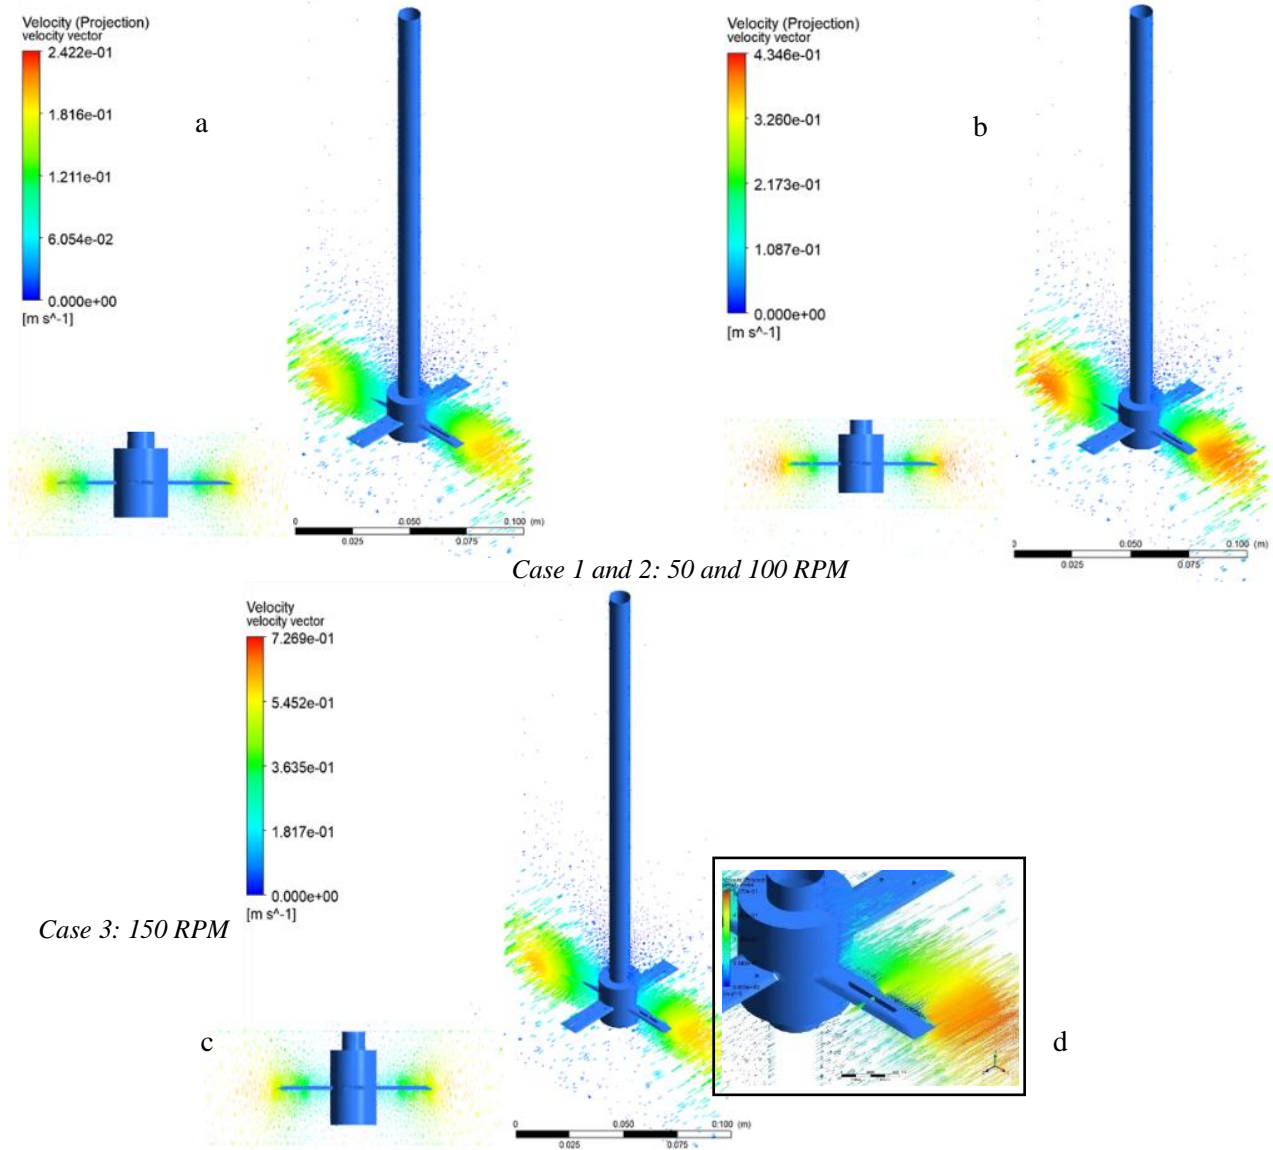 Velocity (Projection)
velocity vector
2.422e-01
1.816e-01
1.211e-01
6.054e-02
0.000e+00
[m s^-1]
a
0 0.050 0.100 (m)
0.025 0.075
Velocity (Projection)
velocity vector
4.346e-01
3.260e-01
2.173e-01
1.087e-01
0.000e+00
[m s^-1]
b
0 0.050 0.100 (m)
0.025 0.075
Case 1 and 2: 50 and 100 RPM
Velocity
velocity vector
7.269e-01
5.452e-01
3.635e-01
1.817e-01
0.000e+00
[m s^-1]
Case 3: 150 RPM
c
0 0.050 0.100 (m)
0.025 0.075
d